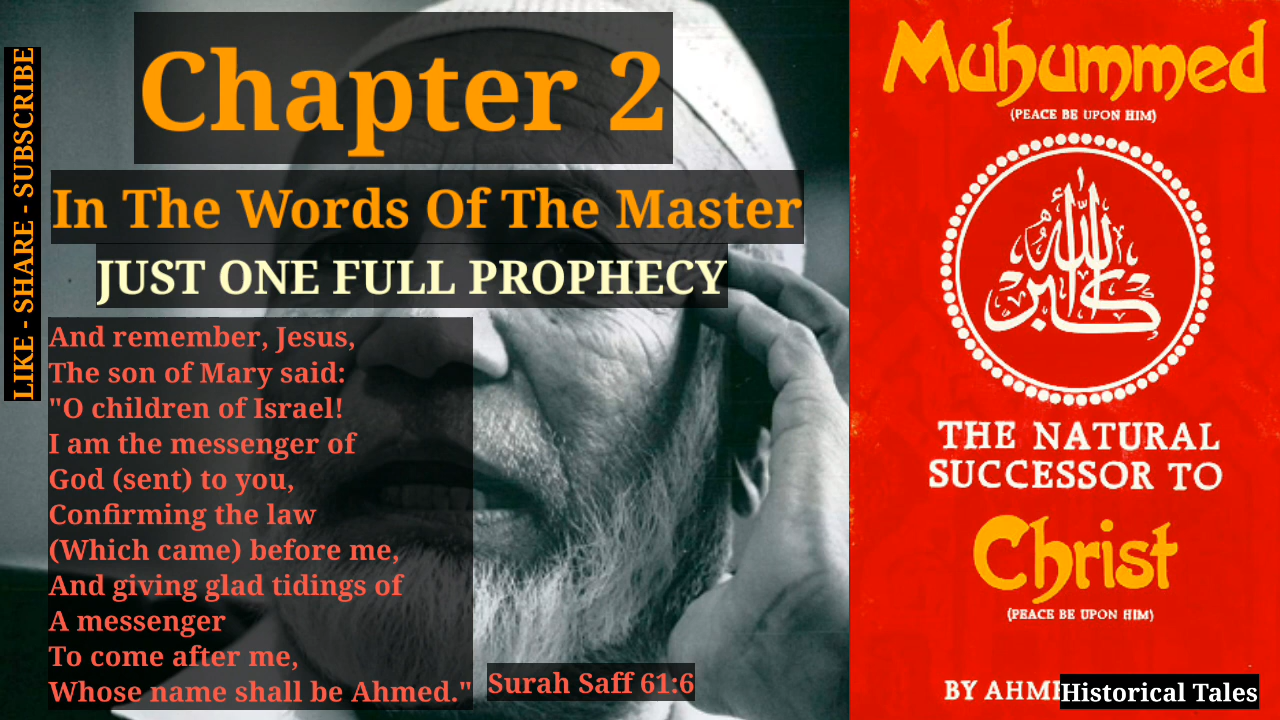 LIKE - SHARE - SUBSCRIBE
Chapter 2
In The Words Of The Master
JUST ONE FULL PROPHECY
And remember, Jesus,
The son of Mary said:
"O children of Israel!
I am the messenger of
God (sent) to you,
Confirming the law
(Which came) before me,
And giving glad tidings of
A messenger
To come after me,
Whose name shall be Ahmed."
Surah Saff 61:6
Muhummed
(PEACE BE UPON HIM)
الله أكبر
THE NATURAL
SUCCESSOR TO
Christ
(PEACE BE UPON HIM)
BY
Historical Tales